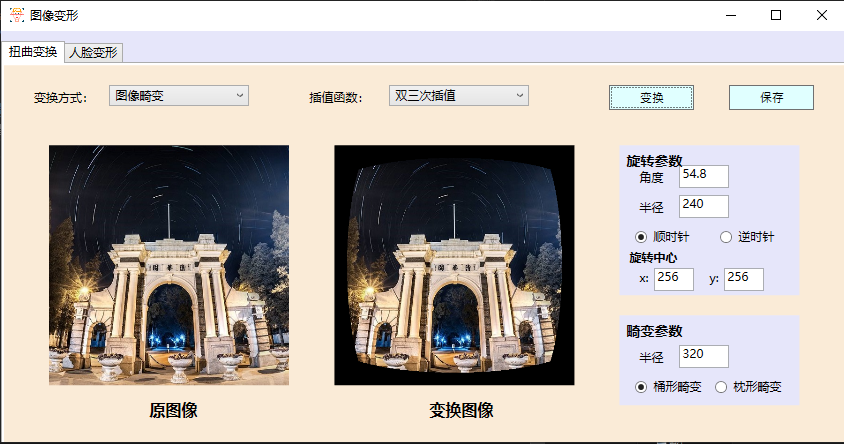 图像变形
扭曲变换 人脸变形
变换方式: 图像畸变 插值函数: 双三次插值 变换 保存
旋转参数
角度 54.8
半径 240
顺时针 逆时针
旋转中心
x: 256 y: 256
畸变参数
半径 320
桶形畸变 枕形畸变
原图像 变换图像